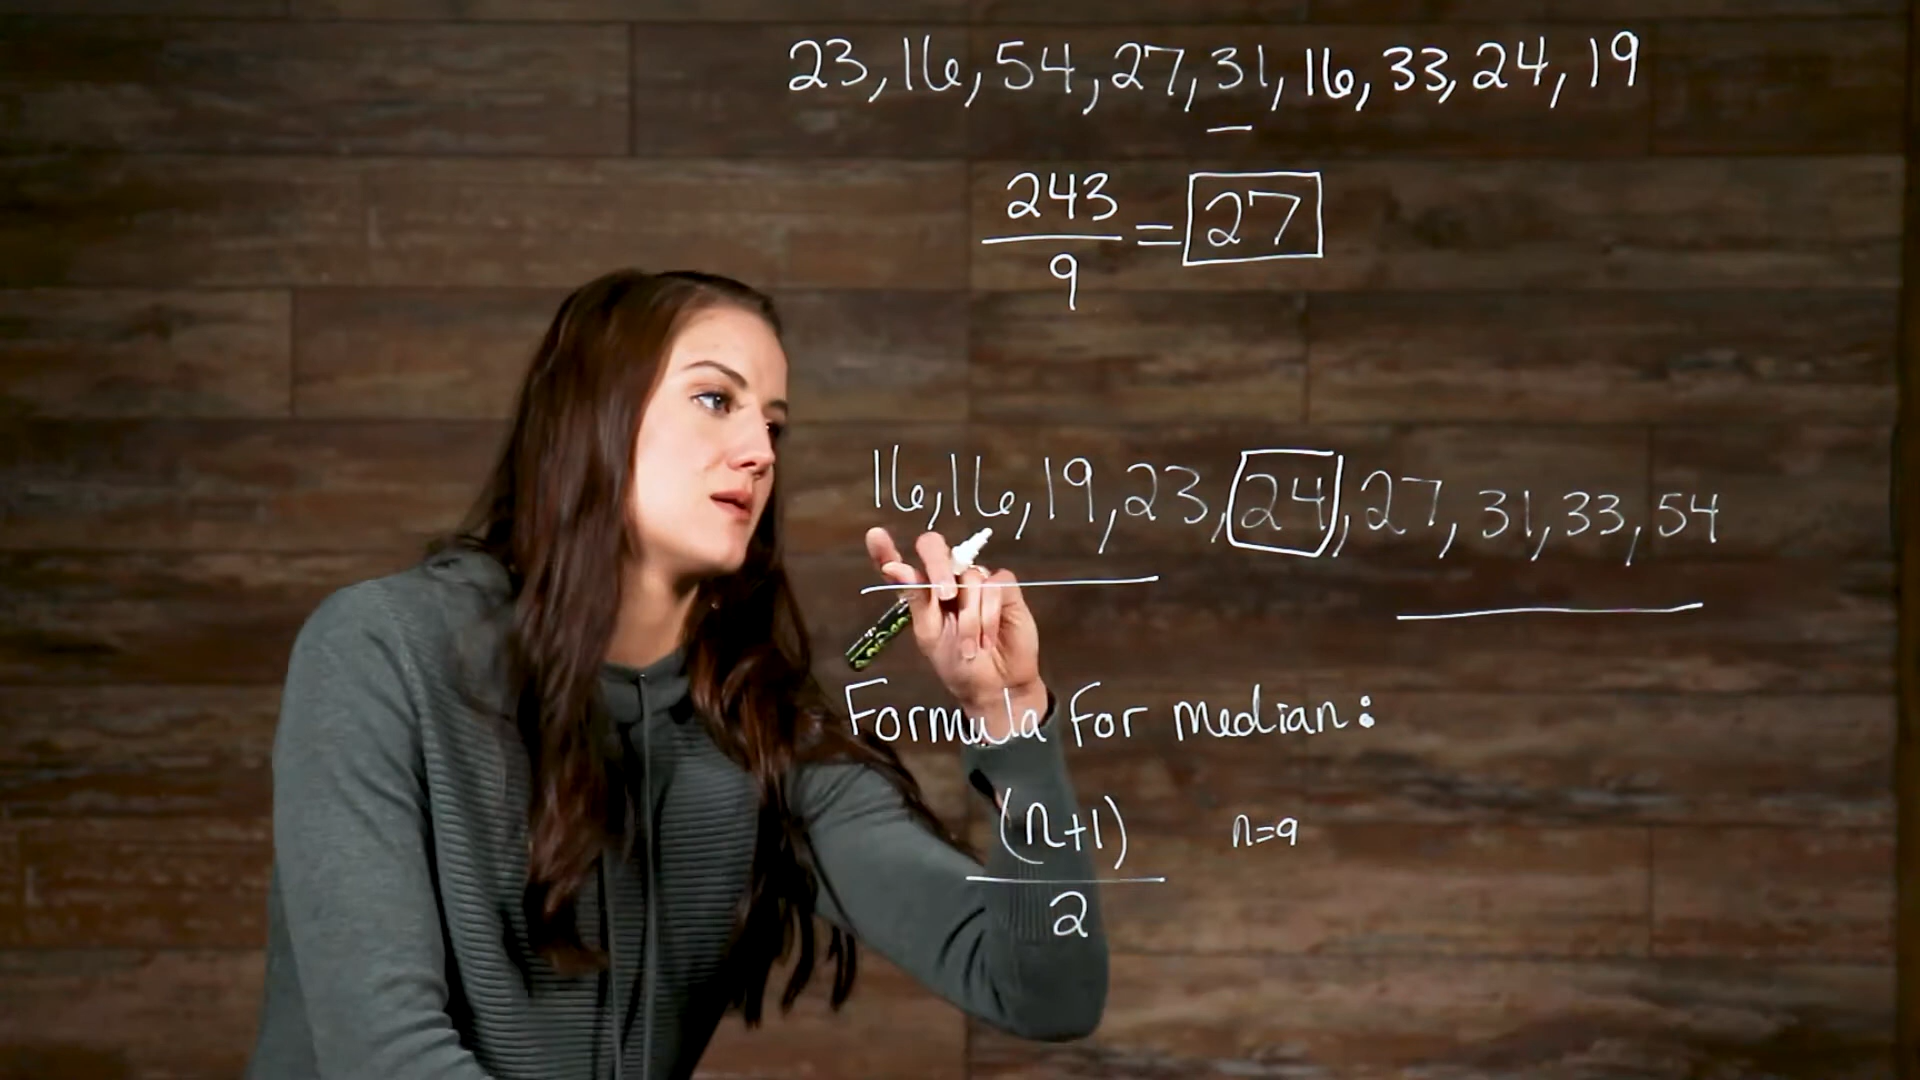 23, 16, 54, 27, 31, 16, 33, 24, 19
243
9
= 27
16, 16, 19, 23, 24, 27, 31, 33, 54
Formula for median:
(n+1)
2
n=9